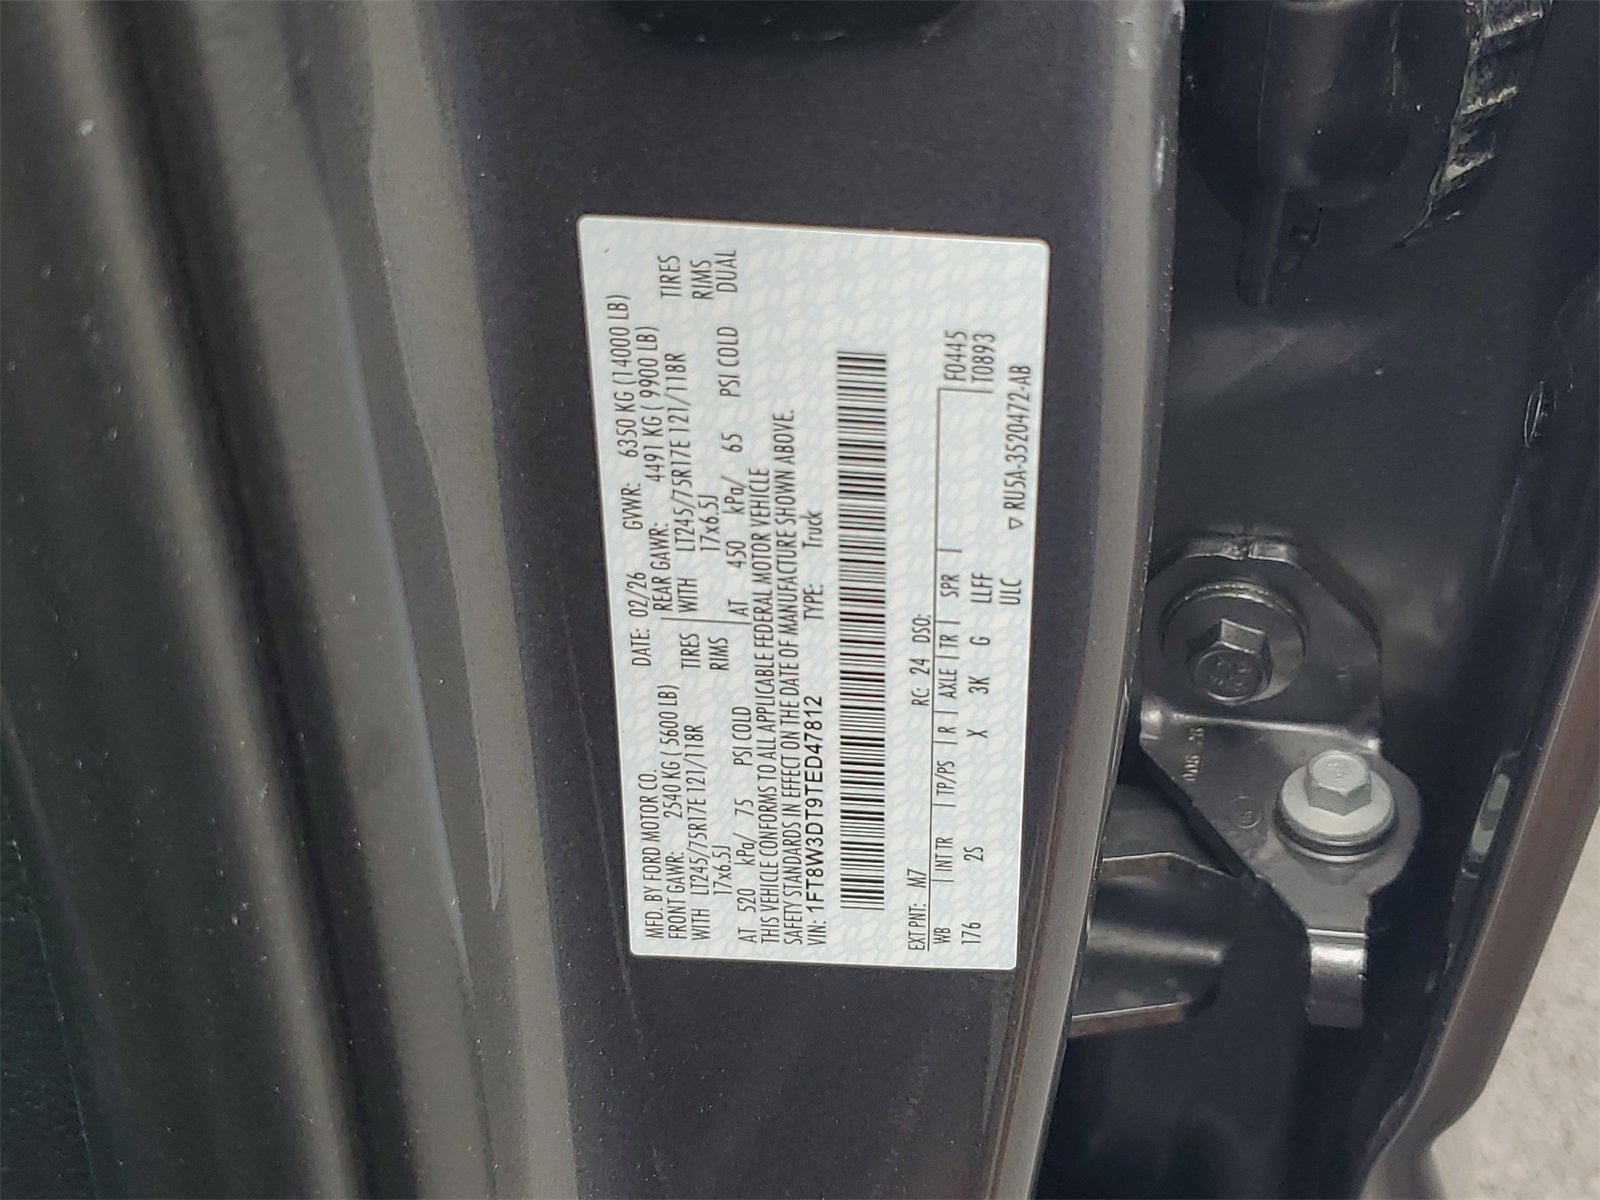 MFD. BY FORD MOTOR CO.
DATE: 02/26 GVWR: 6350 KG (14000 LB)
FRONT GAWR: 2540 KG ( 5600 LB) REAR GAWR: 4491 KG ( 9900 LB)
WITH LT245/75R17E 121/118R TIRES WITH LT245/75R17E 121/118R TIRES
17x6.5J RIMS 17x6.5J RIMS
AT 520 kPa/ 75 PSI COLD AT 450 kPa/ 65 PSI COLD DUAL
THIS VEHICLE CONFORMS TO ALL APPLICABLE FEDERAL MOTOR VEHICLE
SAFETY STANDARDS IN EFFECT ON THE DATE OF MANUFACTURE SHOWN ABOVE.
VIN: 1FT8W3DT9TED47812 TYPE: Truck
EXT PNT: M7 RC: 24 DSO:
WB INT TR TP/PS R AXLE TR SPR F0445
176 2S X 3K G LLFF T0893
ULC ▽ RU5A-3520472-AB